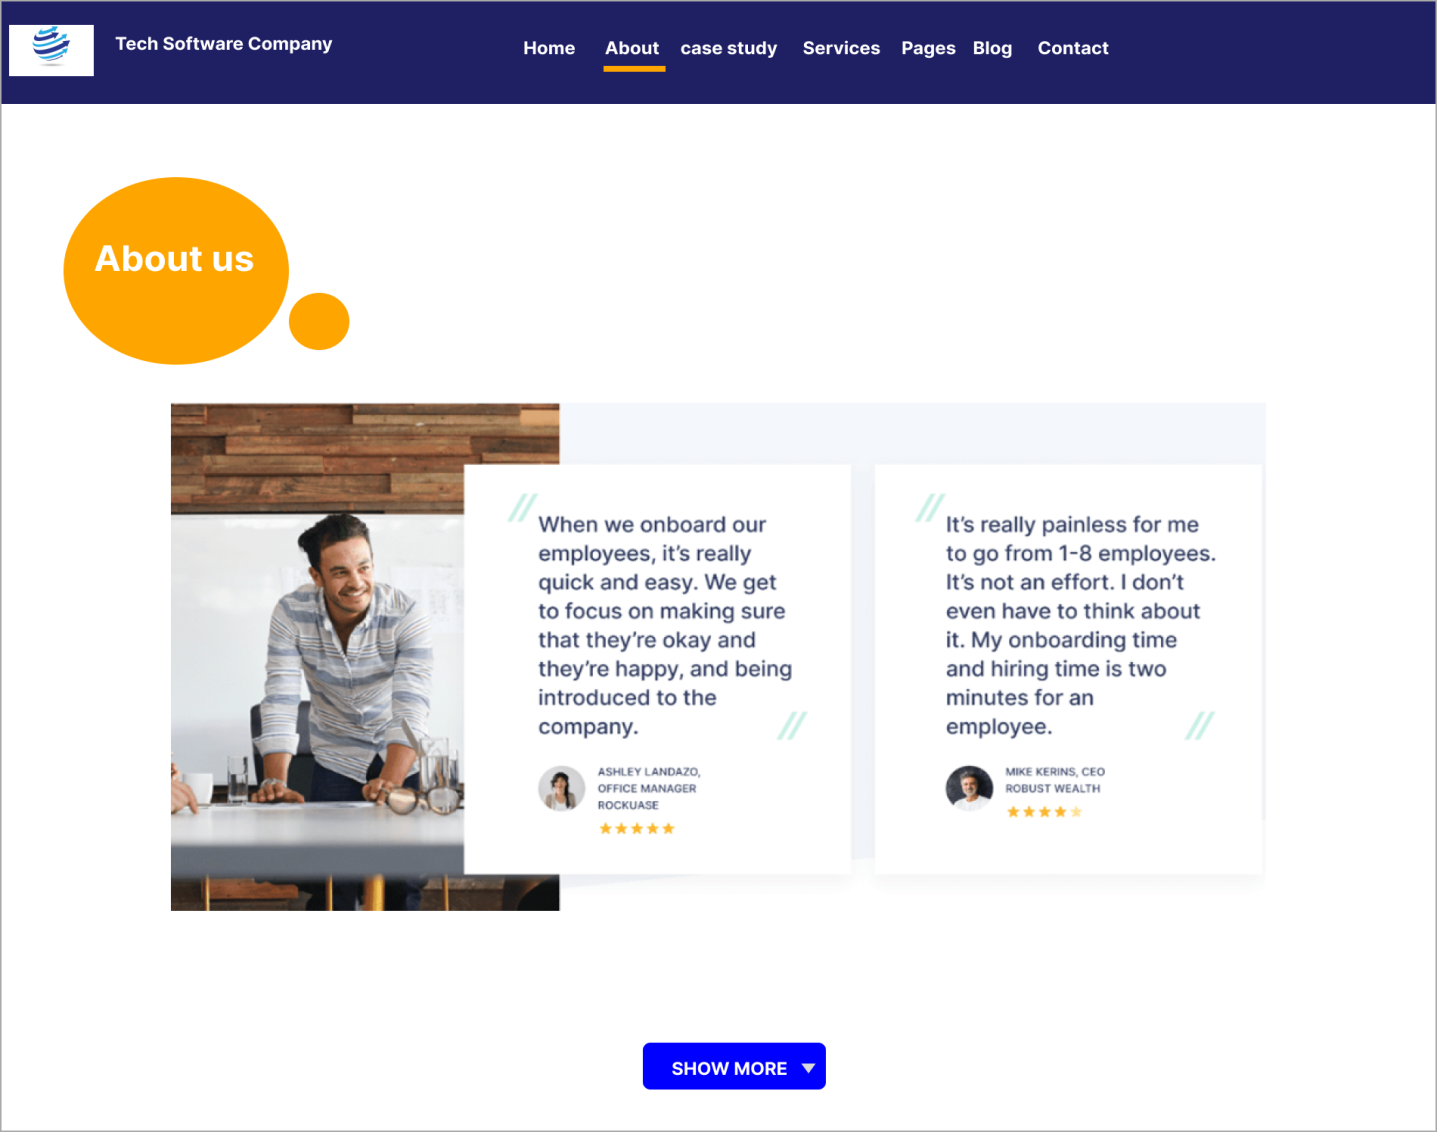 Tech Software Company
Home About case study Services Pages Blog Contact
About us
When we onboard our
employees, it's really
quick and easy. We get
to focus on making sure
that they're okay and
they're happy, and being
introduced to the
company.
ASHLEY LANDAZO,
OFFICE MANAGER
ROCKUASE
It's really painless for me
to go from 1-8 employees.
It's not an effort. I don't
even have to think about
it. My onboarding time
and hiring time is two
minutes for an
employee.
MIKE KERINS, CEO
ROBUST WEALTH
SHOW MORE